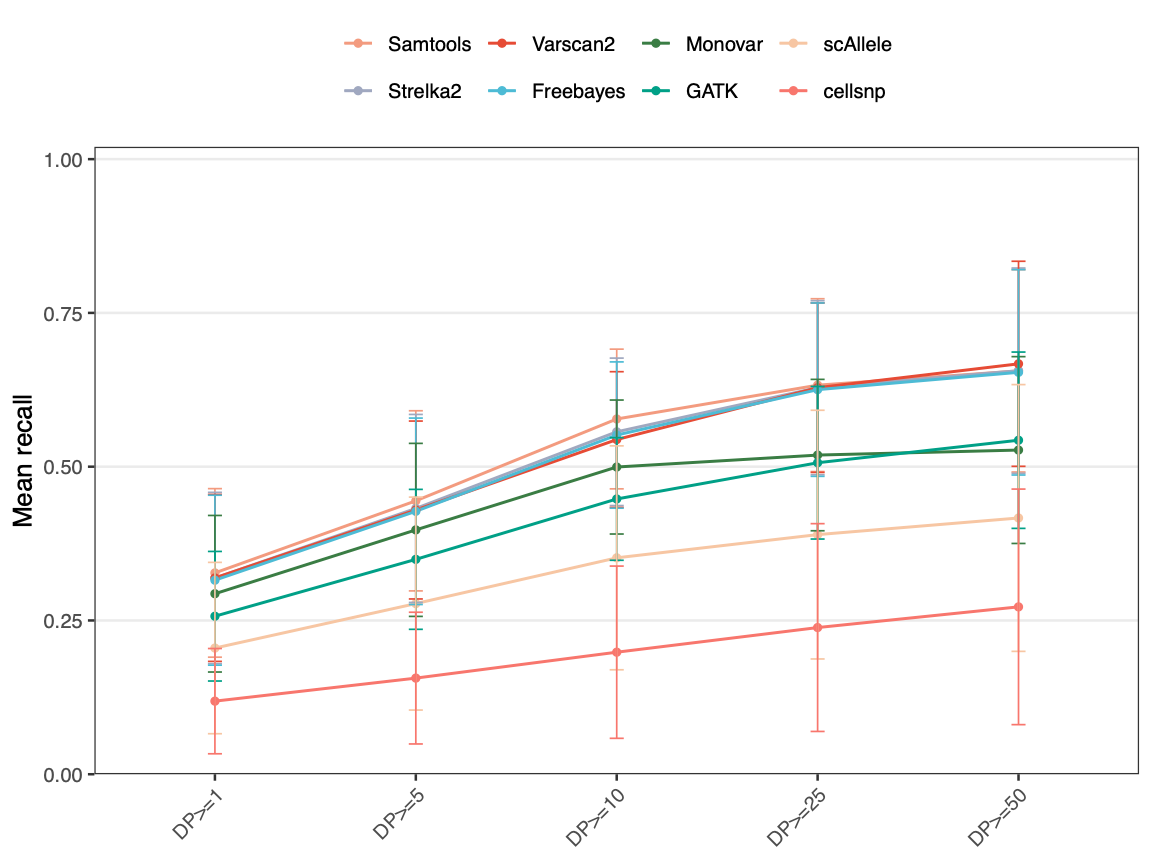 Samtools Varscan2 Monovar scAllele
Strelka2 Freebayes GATK cellsnp
1.00
0.75
0.50
0.25
0.00
Mean recall
DP>=1 DP>=5 DP>=10 DP>=25 DP>=50